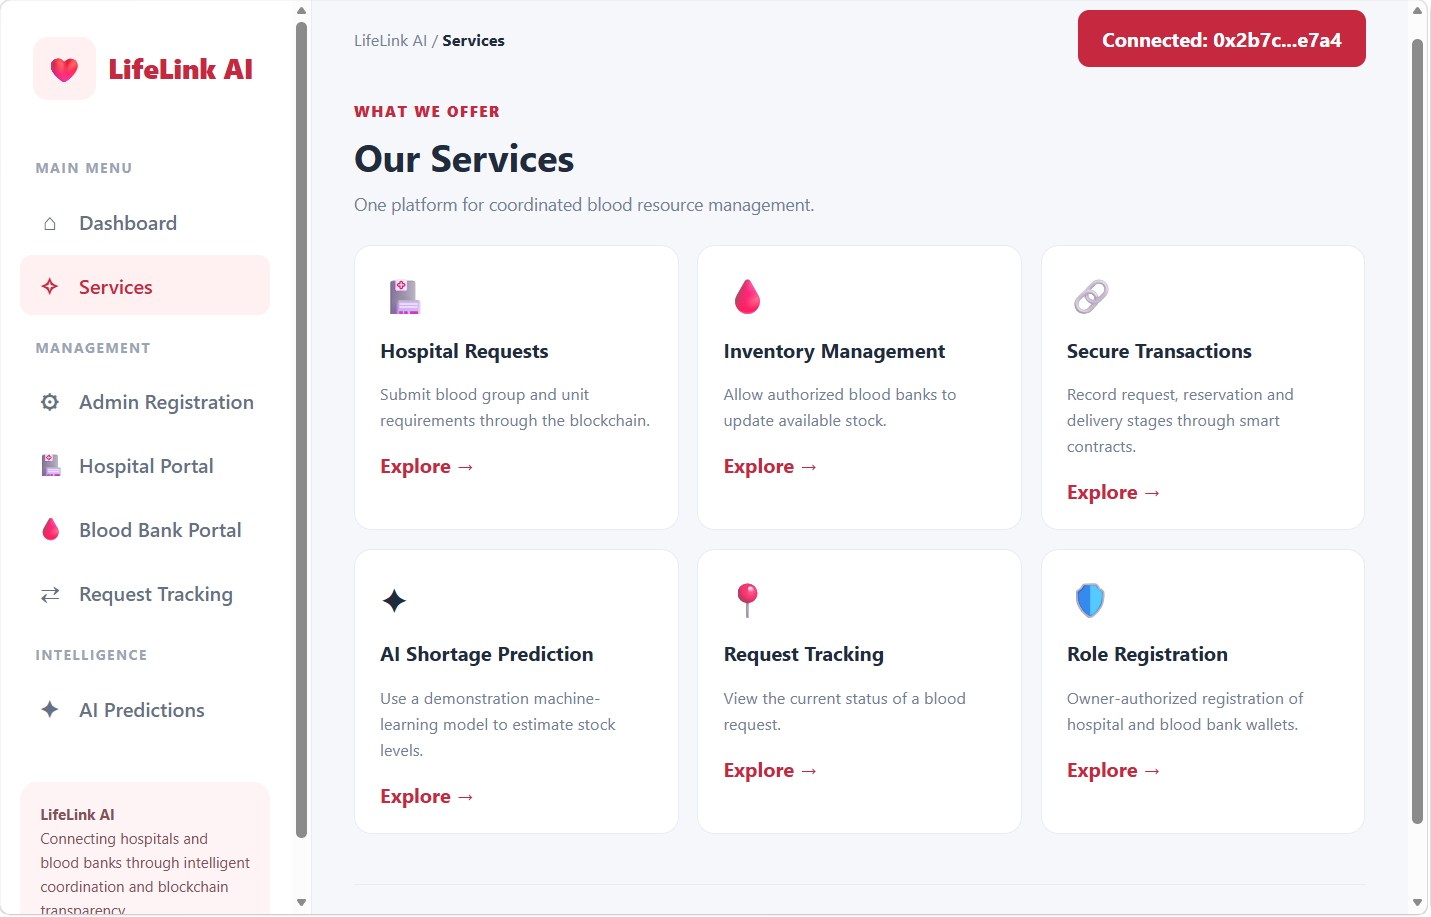 LifeLink AI
MAIN MENU
Dashboard
Services
MANAGEMENT
Admin Registration
Hospital Portal
Blood Bank Portal
Request Tracking
INTELLIGENCE
AI Predictions
LifeLink AI
Connecting hospitals and
blood banks through intelligent
coordination and blockchain
transparency
LifeLink AI / Services
Connected: 0x2b7c...e7a4
WHAT WE OFFER
Our Services
One platform for coordinated blood resource management.
Hospital Requests
Submit blood group and unit
requirements through the blockchain.
Explore →
Inventory Management
Allow authorized blood banks to
update available stock.
Explore →
Secure Transactions
Record request, reservation and
delivery stages through smart
contracts.
Explore →
AI Shortage Prediction
Use a demonstration machine-
learning model to estimate stock
levels.
Explore →
Request Tracking
View the current status of a blood
request.
Explore →
Role Registration
Owner-authorized registration of
hospital and blood bank wallets.
Explore →